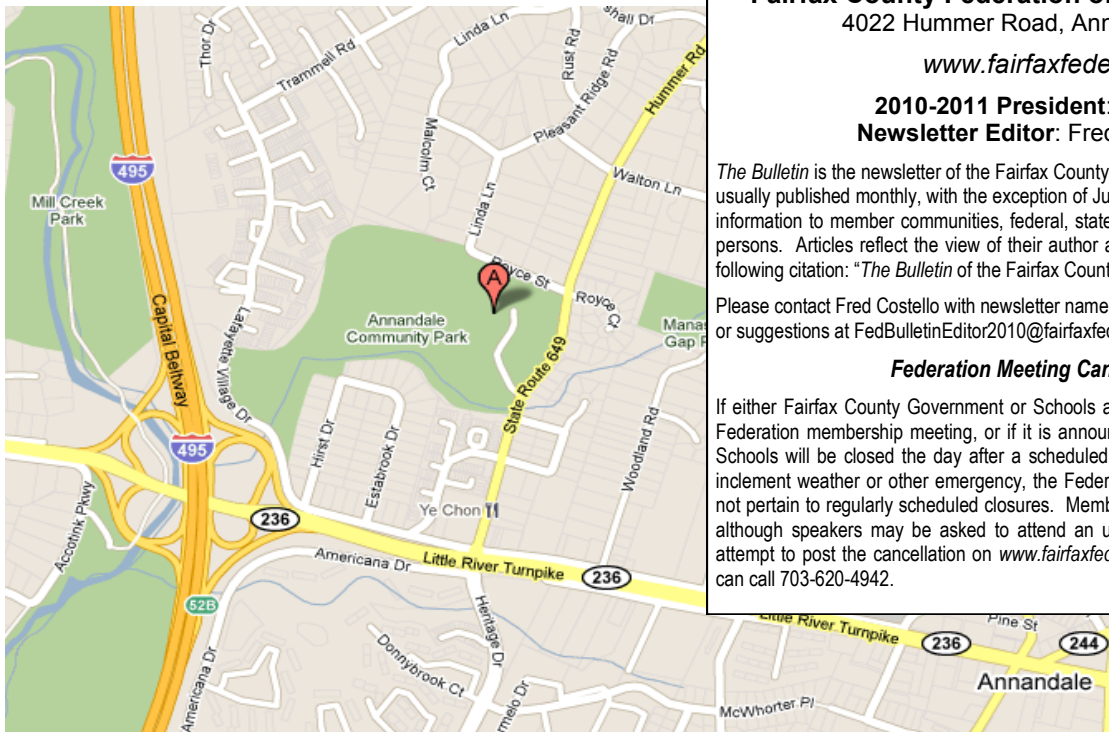 Fairfax County Federation of
4022 Hummer Road, Ann
www.fairfaxfede
2010-2011 President:
Newsletter Editor: Fred
The Bulletin is the newsletter of the Fairfax County
usually published monthly, with the exception of Ju
information to member communities, federal, state
persons. Articles reflect the view of their author a
following citation: "The Bulletin of the Fairfax Count
Please contact Fred Costello with newsletter name
or suggestions at FedBulletinEditor2010@fairfaxfed
Federation Meeting Can
If either Fairfax County Government or Schools a
Federation membership meeting, or if it is announ
Schools will be closed the day after a scheduled
inclement weather or other emergency, the Feder
not pertain to regularly scheduled closures. Memb
although speakers may be asked to attend an u
attempt to post the cancellation on www.fairfaxfed
can call 703-620-4942.
Thor Dr
Trammell Rd
Linda Ln
shall Dr
Rust Rd
Pleasant Ridge Rd
Hummer Rd
Malcolm Ct
495
Mill Creek
Park
Walton Ln
Linda Ln
Royce St
A
Royce Ct
Capital Beltway
Lafayette Village Dr
Annandale
Community Park
Mana
Gap P
State Route 649
Hirst Dr
Estabrook Dr
Woodland Rd
495
Accotink Pkwy
Ye Chon
236
Americana Dr
Little River Turnpike
236
52B
Heritage Dr
Little River Turnpike
Pine St
236
244
Donnybrook Ct
Americana Dr
rmelo Dr
McWhorter Pl
Annandale